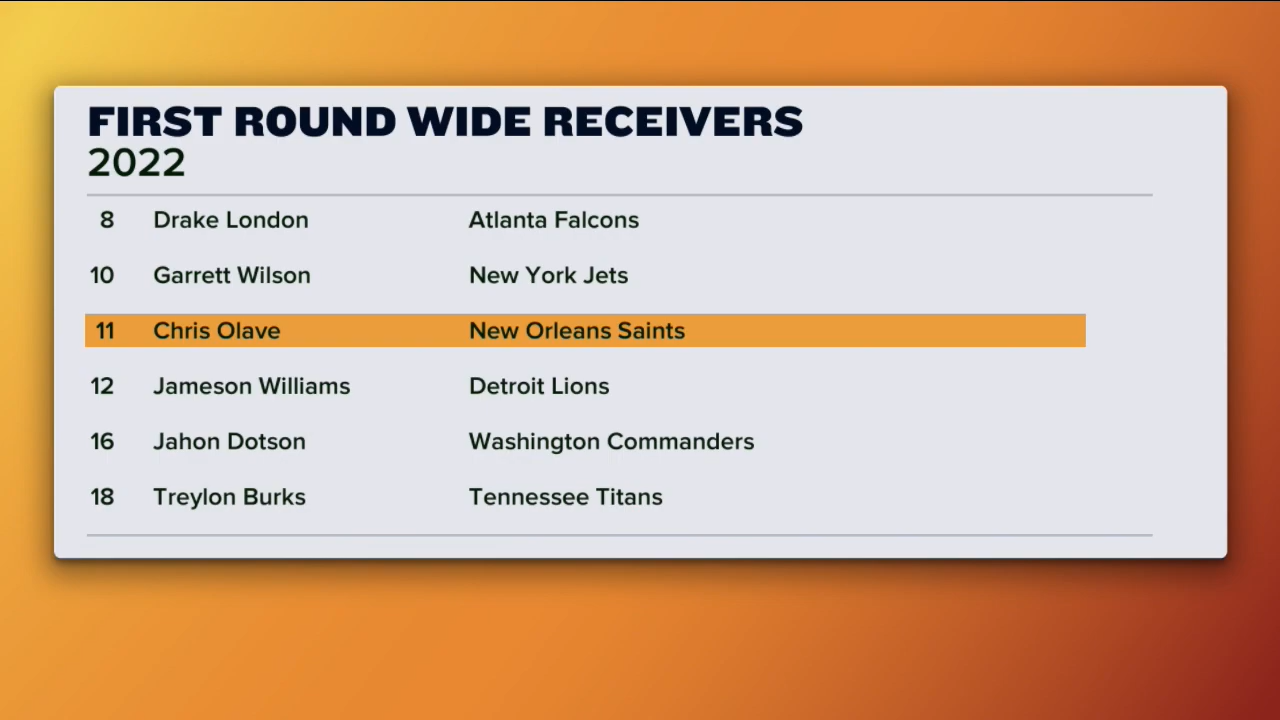 FIRST ROUND WIDE RECEIVERS
2022
8 Drake London Atlanta Falcons
10 Garrett Wilson New York Jets
11 Chris Olave New Orleans Saints
12 Jameson Williams Detroit Lions
16 Jahon Dotson Washington Commanders
18 Treylon Burks Tennessee Titans